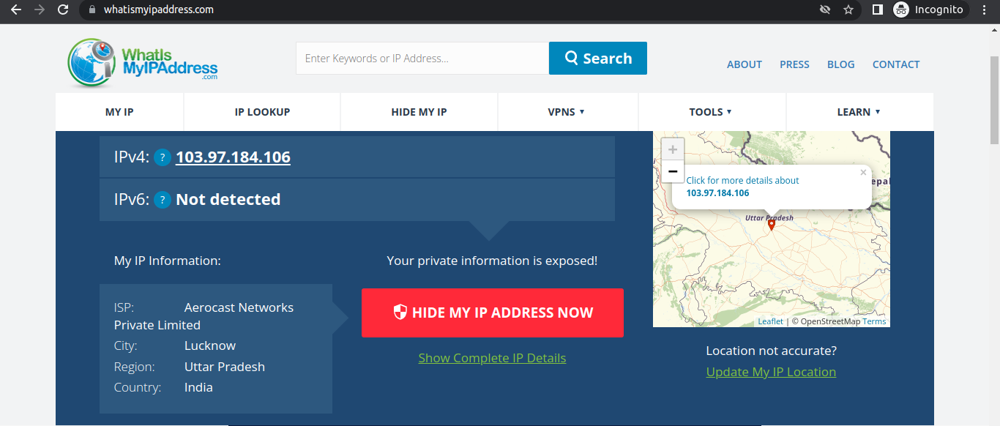 whatismyipaddress.com
Incognito
WhatIs
MyIPAddress
.com
Enter Keywords or IP Address...
Search
ABOUT PRESS BLOG CONTACT
MY IP IP LOOKUP HIDE MY IP VPNS ▼ TOOLS ▼ LEARN ▼
IPv4: ? 103.97.184.106
IPv6: ? Not detected
+
−
Click for more details about
103.97.184.106
×
epal
Uttar Pradesh
My IP Information:
Your private information is exposed!
ISP: Aerocast Networks
Private Limited
City: Lucknow
Region: Uttar Pradesh
Country: India
HIDE MY IP ADDRESS NOW
Show Complete IP Details
Leaflet | © OpenStreetMap Terms
Location not accurate?
Update My IP Location